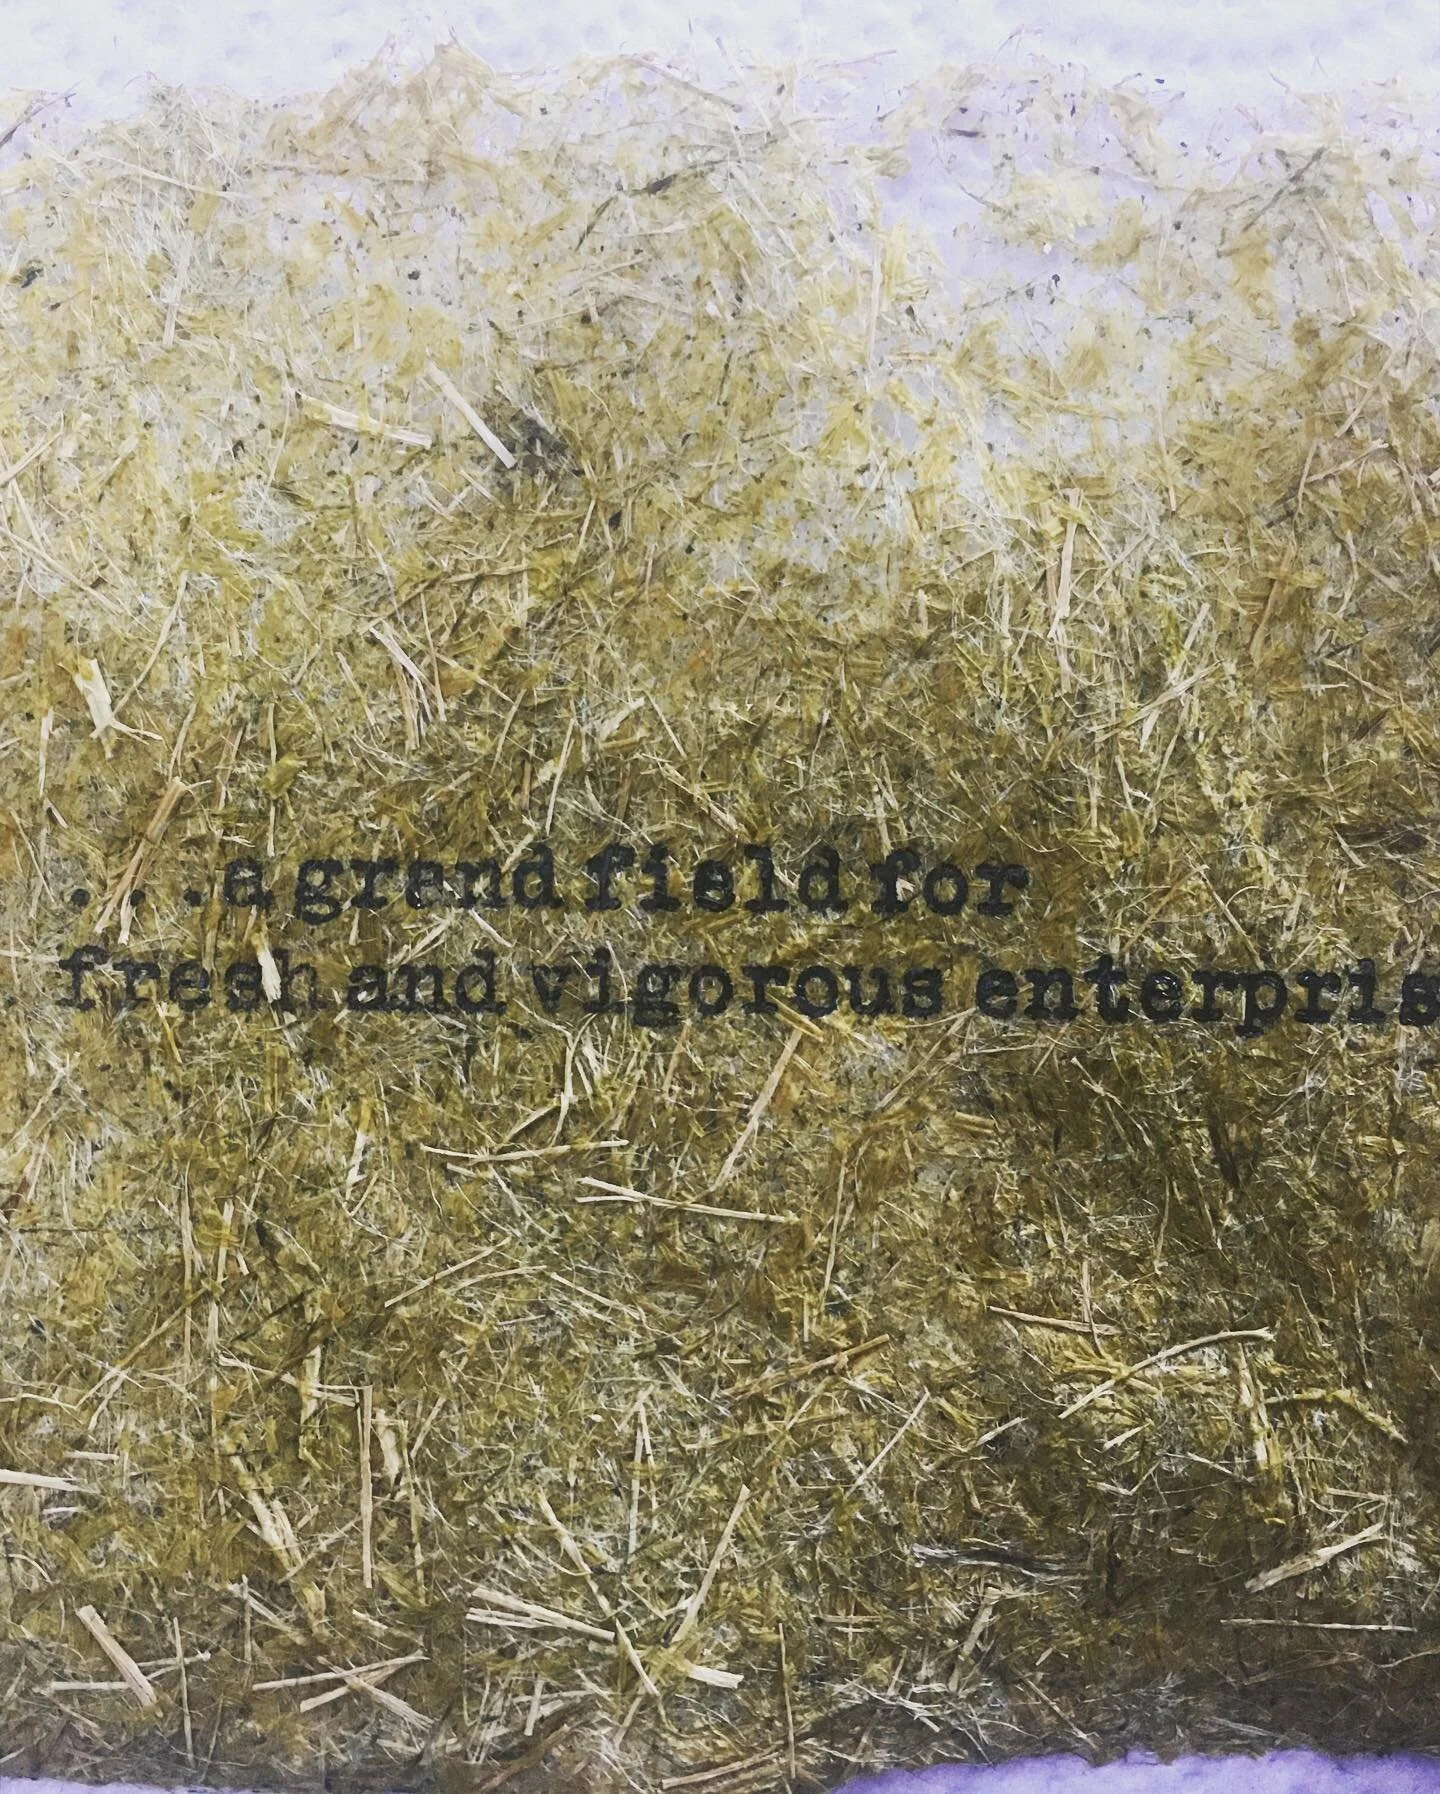 ...a grand field for
fresh and vigorous enterpris